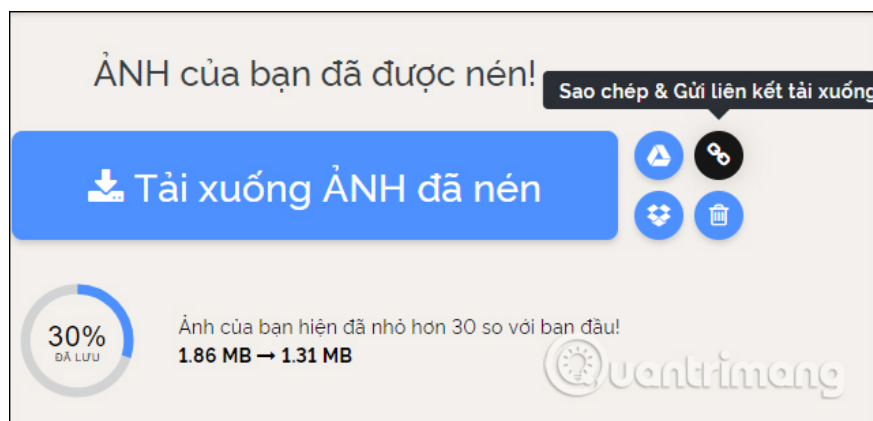 ẢNH của bạn đã được nén!
Sao chép & Gửi liên kết tải xuống
Tải xuống ẢNH đã nén
30%
ĐÃ LƯU
Ảnh của bạn hiện đã nhỏ hơn 30 so với ban đầu!
1.86 MB → 1.31 MB
Quantrimang